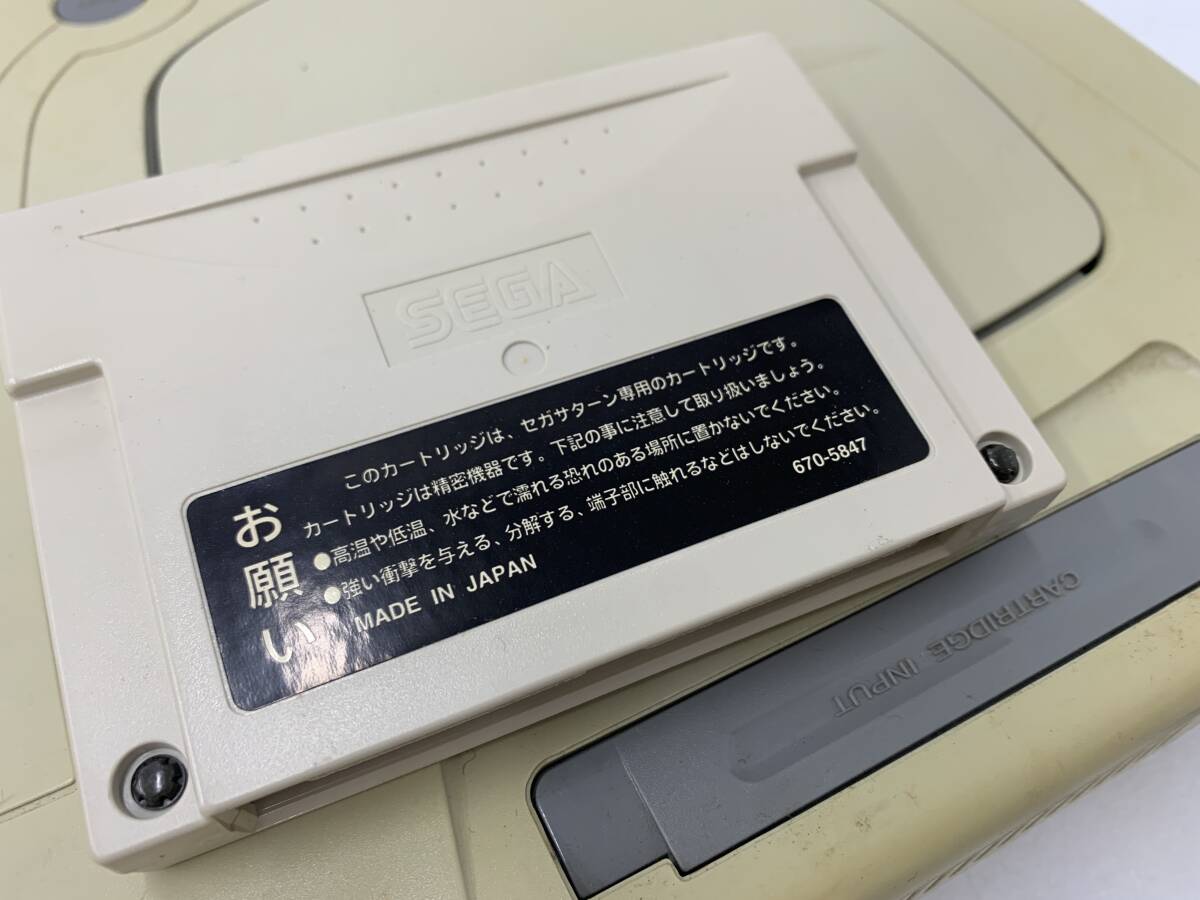 SEGA
お願い
このカートリッジは、セガサターン専用のカートリッジです。
カートリッジは精密機器です。下記の事に注意して取り扱いましょう。
●高温や低温、水などで濡れる恐れのある場所に置かないでください。
●強い衝撃を与える、分解する、端子部に触れるなどはしないでください。
MADE IN JAPAN
670-5847
CARTRIDGE INPUT